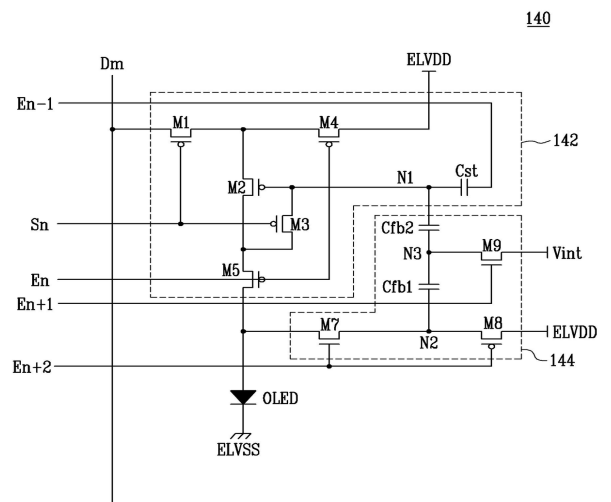 140
Dm
ELVDD
En-1
M1
M4
142
M2
N1
Cst
Sn
M3
Cfb2
N3
M9
Vint
M5
En
Cfb1
En+1
M7
M8
ELVDD
N2
144
En+2
OLED
ELVSS